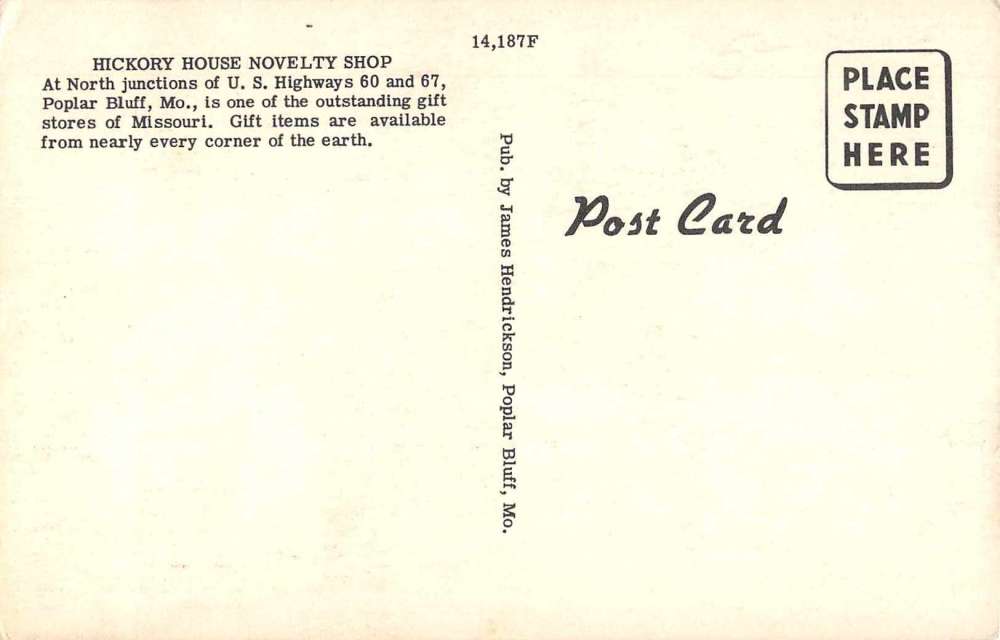 14,187F
HICKORY HOUSE NOVELTY SHOP
At North junctions of U. S. Highways 60 and 67,
Poplar Bluff, Mo., is one of the outstanding gift
stores of Missouri. Gift items are available
from nearly every corner of the earth.
Pub. by James Hendrickson, Poplar Bluff, Mo.
Post Card
PLACE
STAMP
HERE